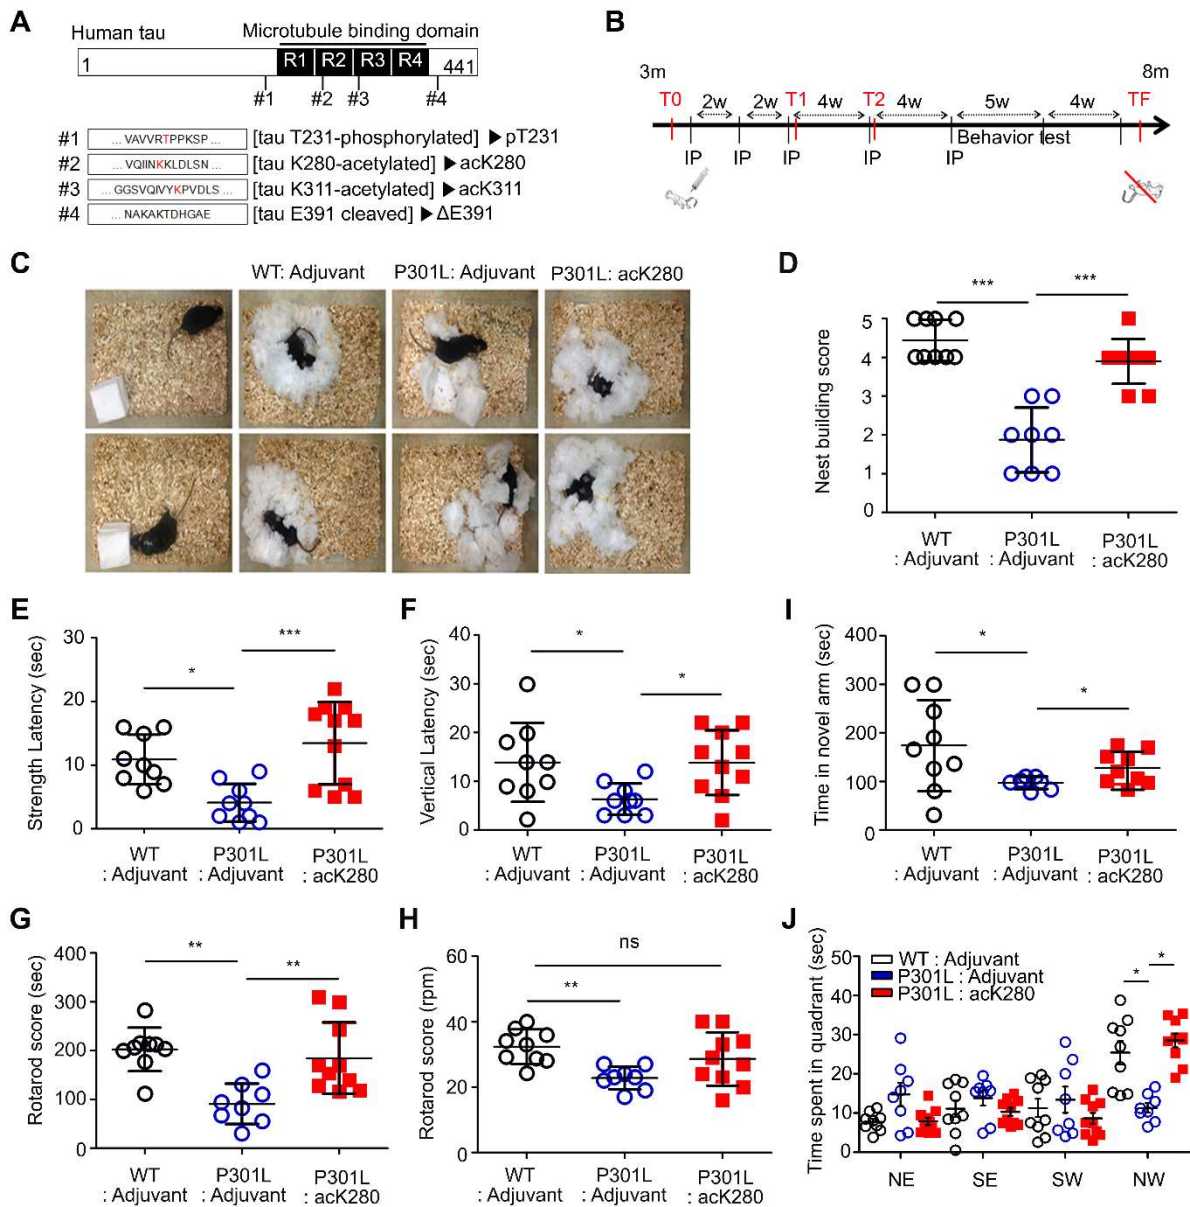 A
Human tau
Microtubule binding domain
1
R1
R2
R3
R4
441
#1
#2
#3
#4
#1 ... VAVVRTPPKSP ... [tau T231-phosphorylated] ▶ pT231
#2 ... VQIINKKLDLSN ... [tau K280-acetylated] ▶ acK280
#3 ... GGSVQIVYKPVDLS ... [tau K311-acetylated] ▶ acK311
#4 ... NAKAKTDHGAE [tau E391 cleaved] ▶ ΔE391
B
3m
8m
T0
2w
2w
T1
4w
T2
4w
5w
4w
TF
Behavior test
IP
IP
IP
IP
IP
C
WT: Adjuvant
P301L: Adjuvant
P301L: acK280
D
***
***
Nest building score
5
4
3
2
1
0
WT
: Adjuvant
P301L
: Adjuvant
P301L
: acK280
E
***
*
Strength Latency (sec)
30
20
10
0
WT
: Adjuvant
P301L
: Adjuvant
P301L
: acK280
F
*
*
Vertical Latency (sec)
40
30
20
10
0
WT
: Adjuvant
P301L
: Adjuvant
P301L
: acK280
I
*
*
Time in novel arm (sec)
400
300
200
100
0
WT
: Adjuvant
P301L
: Adjuvant
P301L
: acK280
G
**
**
Rotarod score (sec)
400
300
200
100
0
WT
: Adjuvant
P301L
: Adjuvant
P301L
: acK280
H
ns
**
Rotarod score (rpm)
60
40
20
0
WT
: Adjuvant
P301L
: Adjuvant
P301L
: acK280
J
WT : Adjuvant
P301L : Adjuvant
P301L : acK280
*
*
Time spent in quadrant (sec)
50
40
30
20
10
0
NE
SE
SW
NW